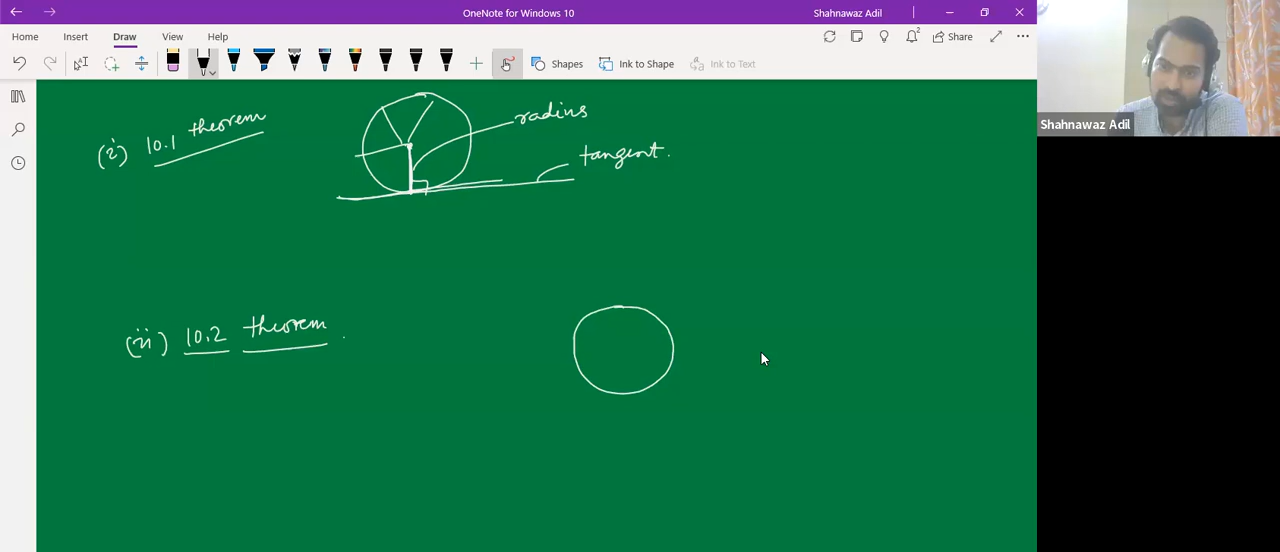 OneNote for Windows 10
Shahnawaz Adil
Home Insert Draw View Help
Share
Shapes Ink to Shape Ink to Text
Shahnawaz Adil
(i) 10.1 theorem
radius
tangent.
(ii) 10.2 theorem.